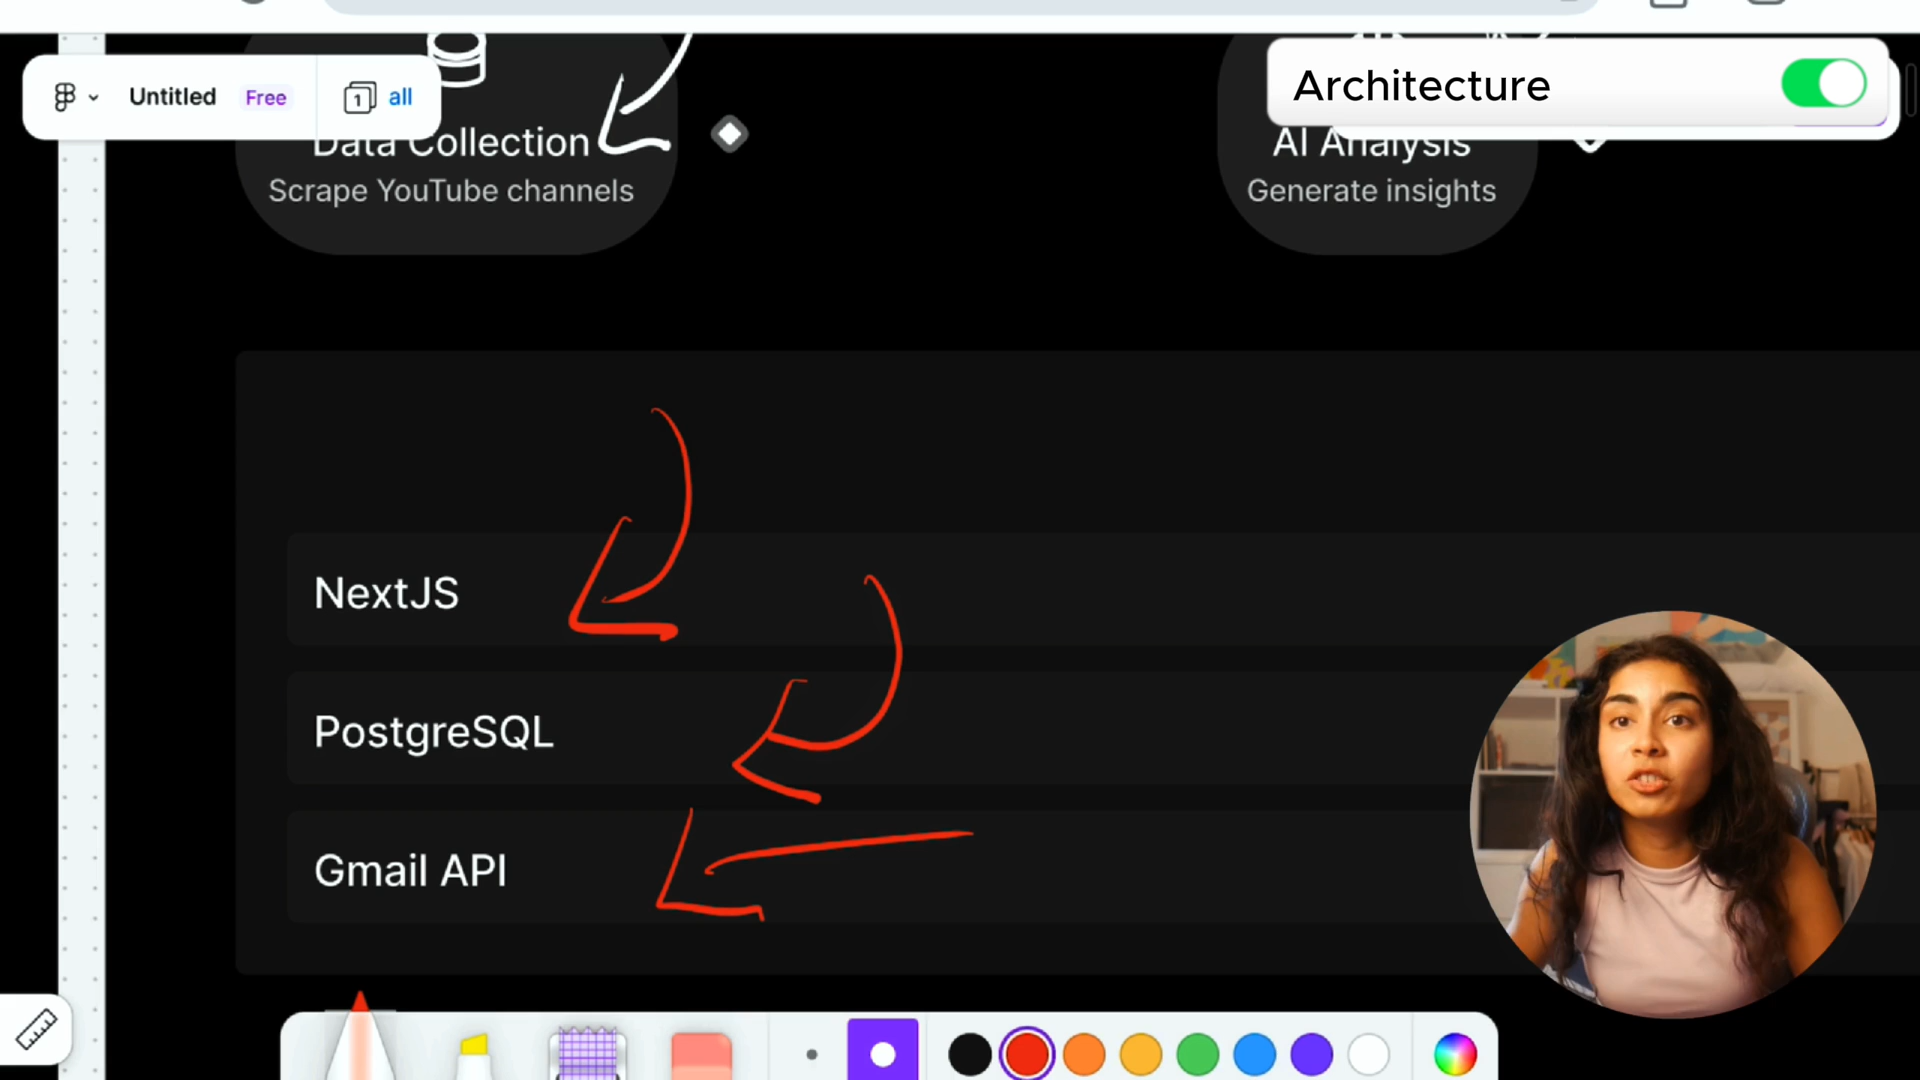 Untitled Free 1 all
Architecture
Data Collection
Scrape YouTube channels
AI Analysis
Generate insights
NextJS
PostgreSQL
Gmail API